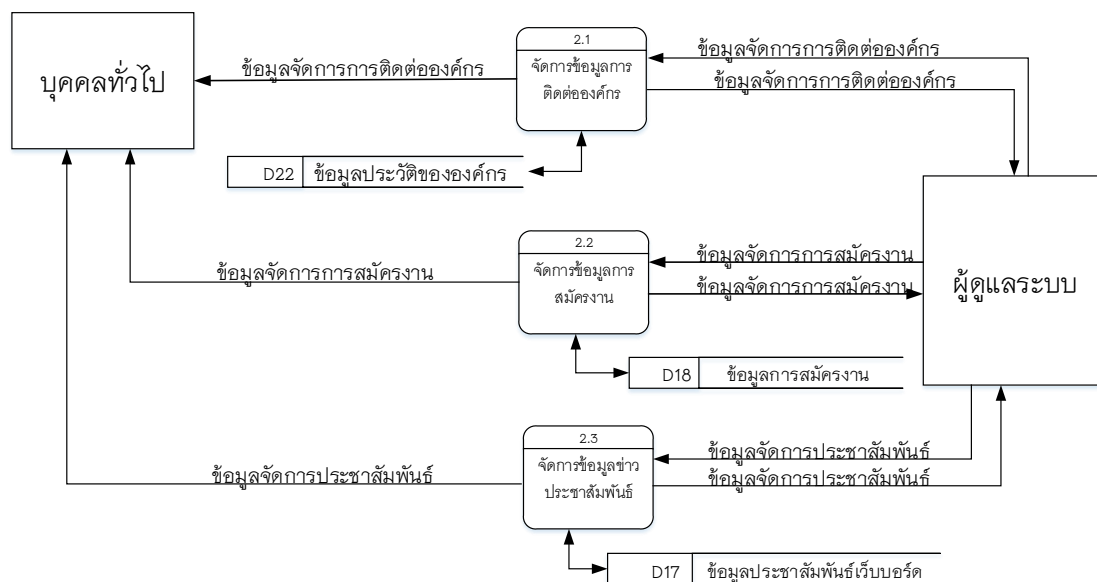 บุคคลทั่วไป
ข้อมูลจัดการการติดต่อองค์กร
2.1
จัดการข้อมูลการ
ติดต่อองค์กร
ข้อมูลจัดการการติดต่อองค์กร
ข้อมูลจัดการการติดต่อองค์กร
D22 ข้อมูลประวัติขององค์กร
ข้อมูลจัดการการสมัครงาน
2.2
จัดการข้อมูลการ
สมัครงาน
ข้อมูลจัดการการสมัครงาน
ข้อมูลจัดการการสมัครงาน
ผู้ดูแลระบบ
D18 ข้อมูลการสมัครงาน
ข้อมูลจัดการประชาสัมพันธ์
2.3
จัดการข้อมูลข่าว
ประชาสัมพันธ์
ข้อมูลจัดการประชาสัมพันธ์
ข้อมูลจัดการประชาสัมพันธ์
D17 ข้อมูลประชาสัมพันธ์เว็บบอร์ด